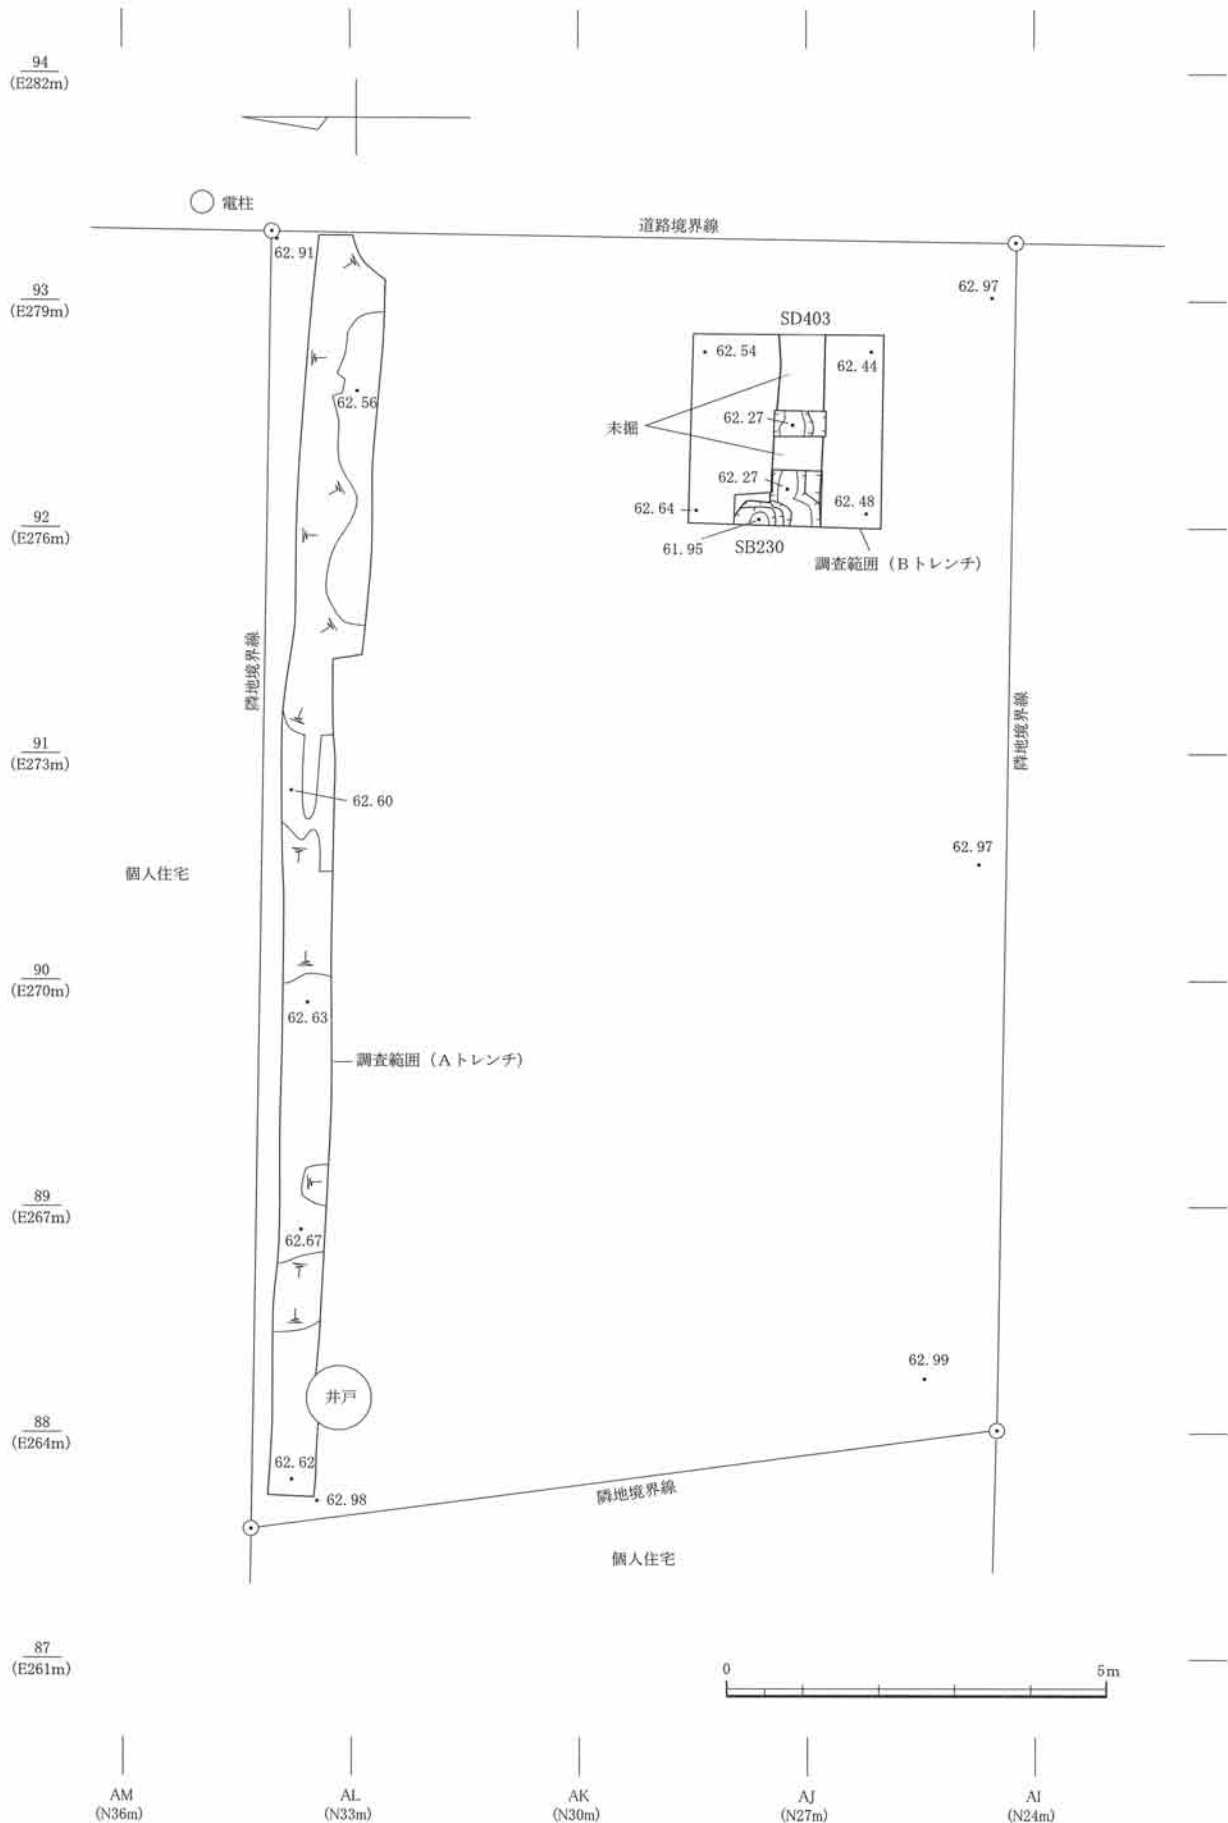 94
(E282m)
電柱
道路境界線
62.91
93
(E279m)
62.97
SD403
62.54
62.44
62.56
未掘
62.27
62.27
62.64
62.48
92
(E276m)
61.95
SB230
調査範囲（Bトレンチ）
隣地境界線
隣地境界線
91
(E273m)
62.60
個人住宅
62.97
90
(E270m)
62.63
調査範囲（Aトレンチ）
89
(E267m)
62.67
62.99
井戸
88
(E264m)
62.62
62.98
隣地境界線
個人住宅
87
(E261m)
0 5m
AM AL AK AJ AI
(N36m) (N33m) (N30m) (N27m) (N24m)